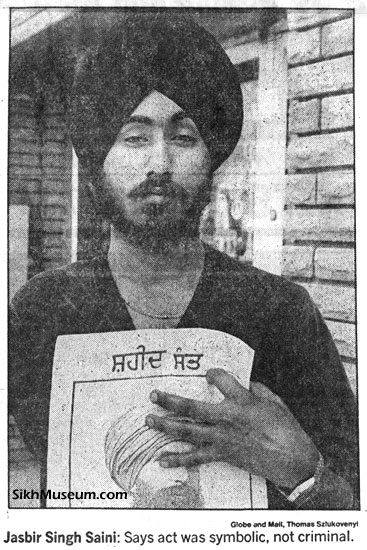 ਸ਼ਹੀਦ ਸੰਤ
SikhMuseum.com
Globe and Mail, Thomas Szlukovenyi
Jasbir Singh Saini: Says act was symbolic, not criminal.